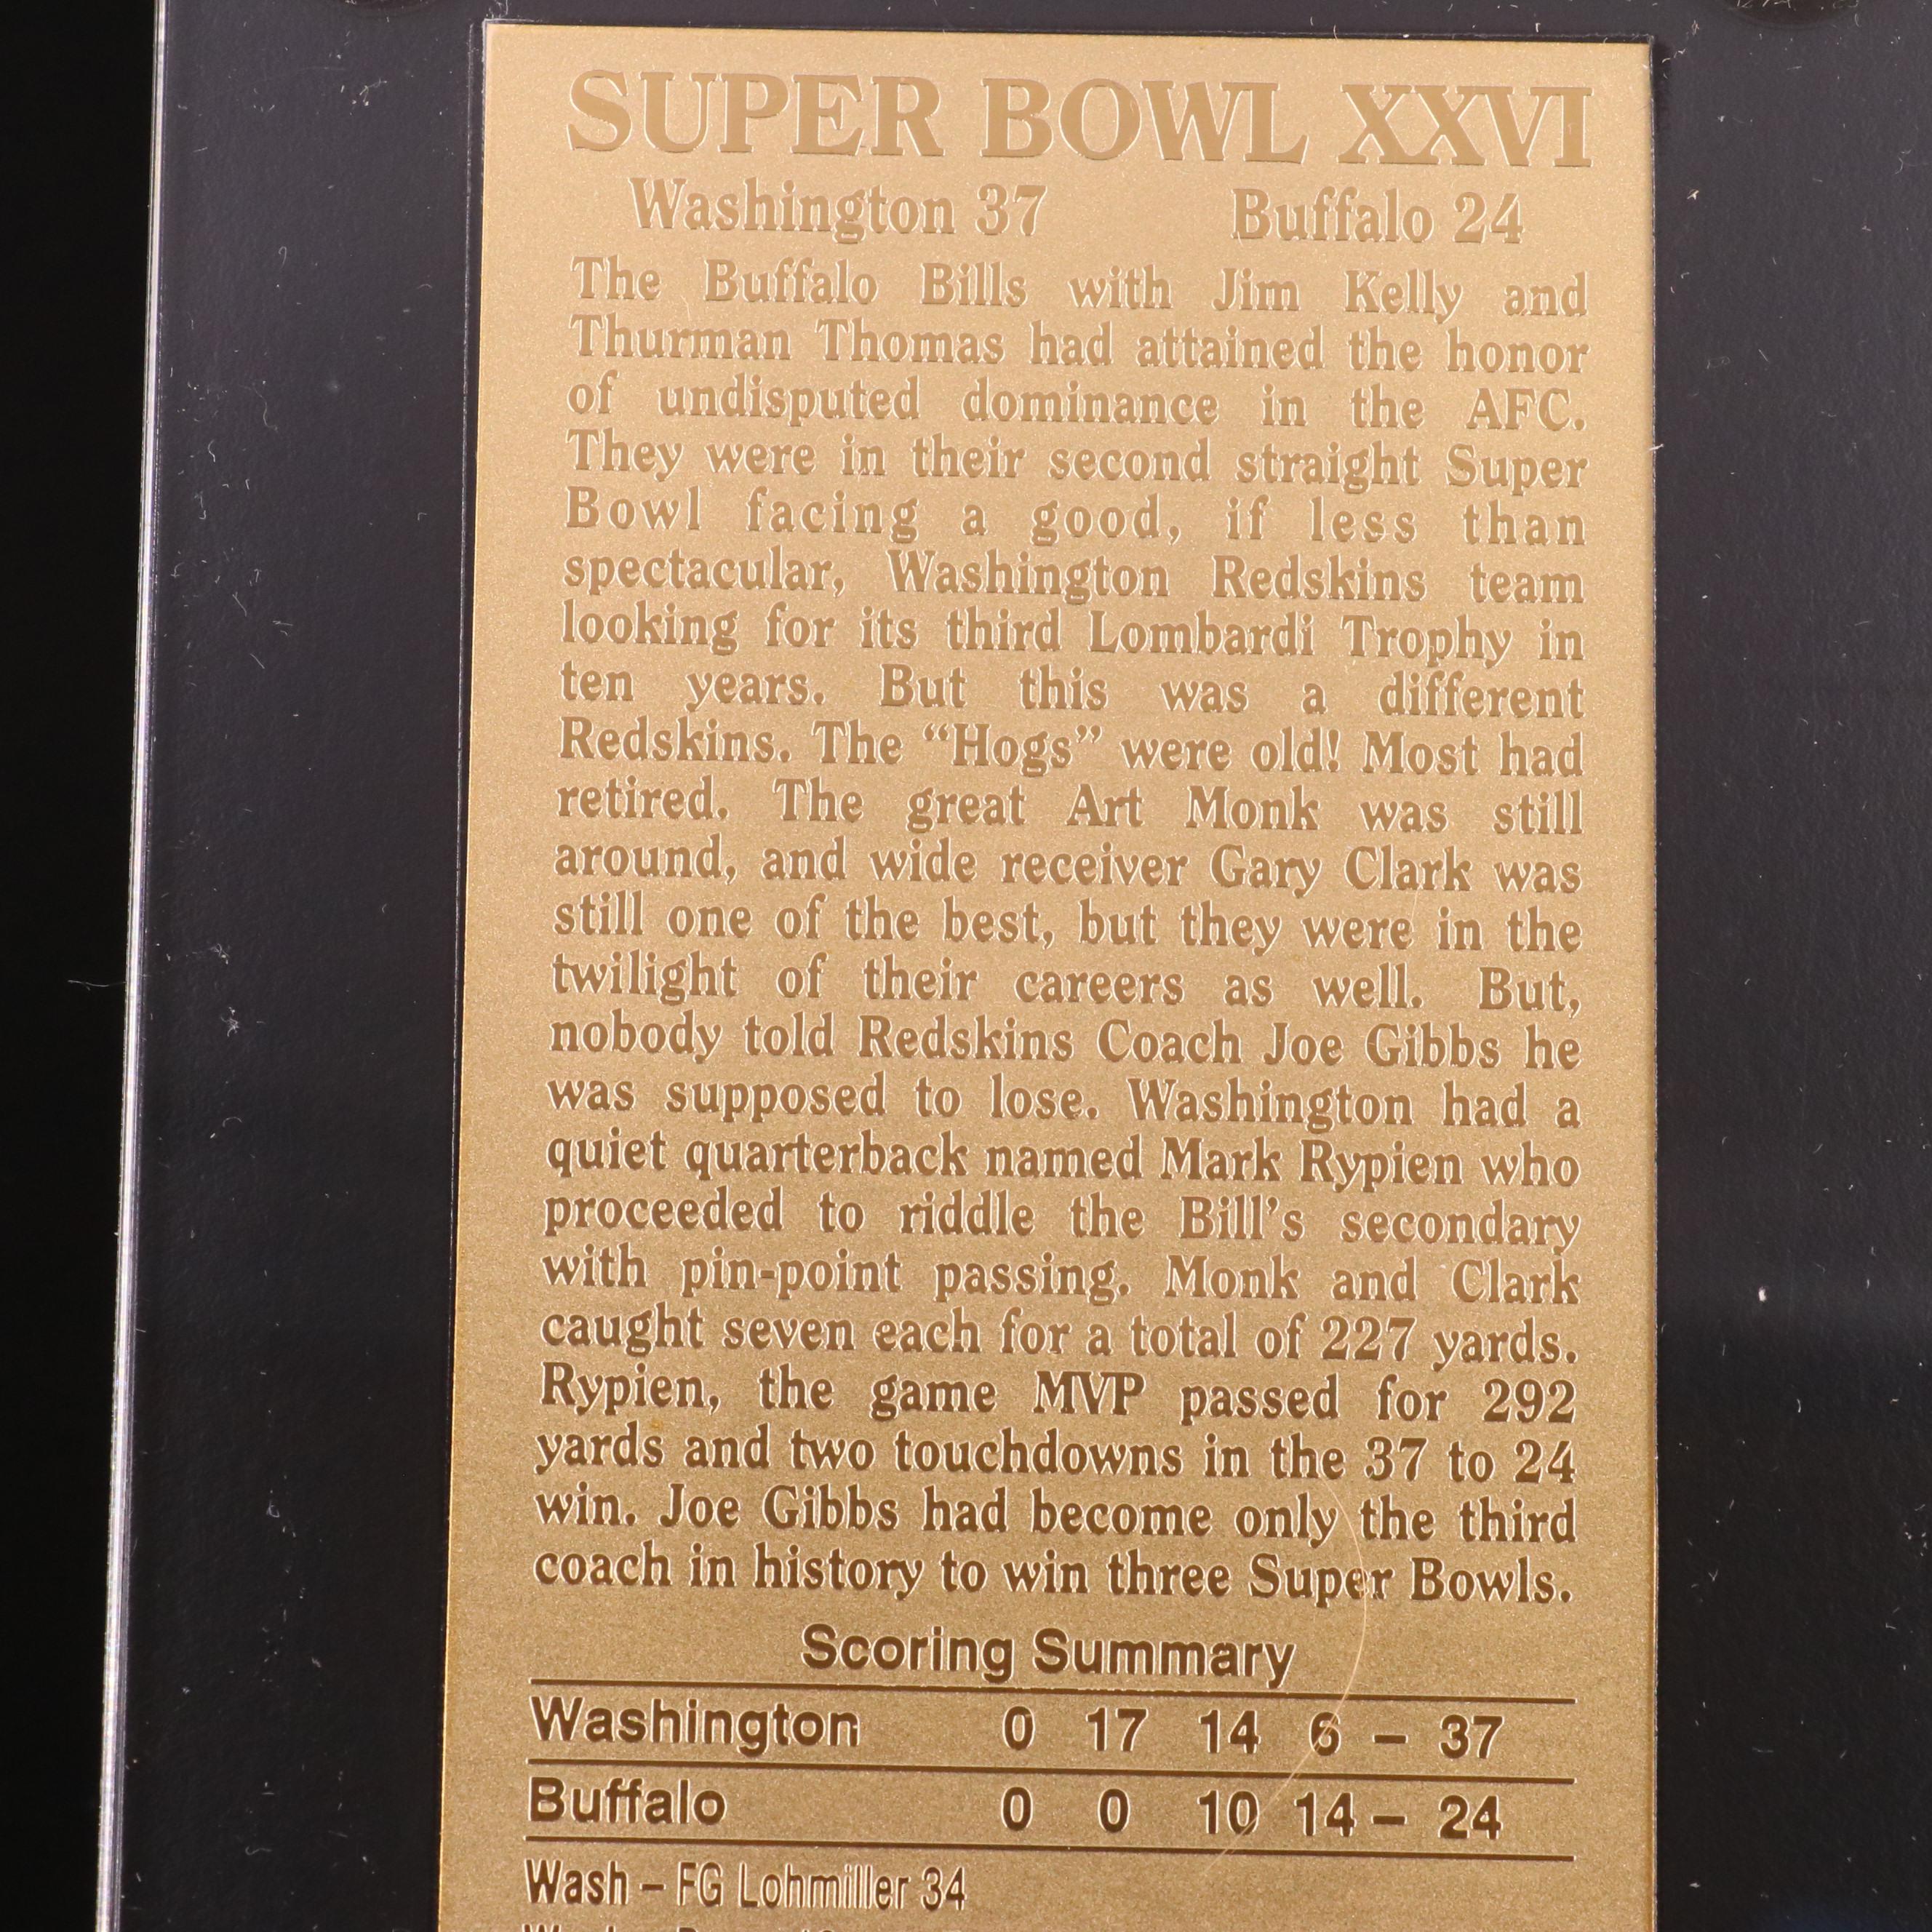 SUPER BOWL XXVI
Washington 37 Buffalo 24
The Buffalo Bills with Jim Kelly and
Thurman Thomas had attained the honor
of undisputed dominance in the AFC.
They were in their second straight Super
Bowl facing a good, if less than
spectacular, Washington Redskins team
looking for its third Lombardi Trophy in
ten years. But this was a different
Redskins. The “Hogs” were old! Most had
retired. The great Art Monk was still
around, and wide receiver Gary Clark was
still one of the best, but they were in the
twilight of their careers as well. But,
nobody told Redskins Coach Joe Gibbs he
was supposed to lose. Washington had a
quiet quarterback named Mark Rypien who
proceeded to riddle the Bill’s secondary
with pin-point passing. Monk and Clark
caught seven each for a total of 227 yards.
Rypien, the game MVP passed for 292
yards and two touchdowns in the 37 to 24
win. Joe Gibbs had become only the third
coach in history to win three Super Bowls.
Scoring Summary
Washington 0 17 14 6 – 37
Buffalo 0 0 10 14 – 24
Wash – FG Lohmiller 34